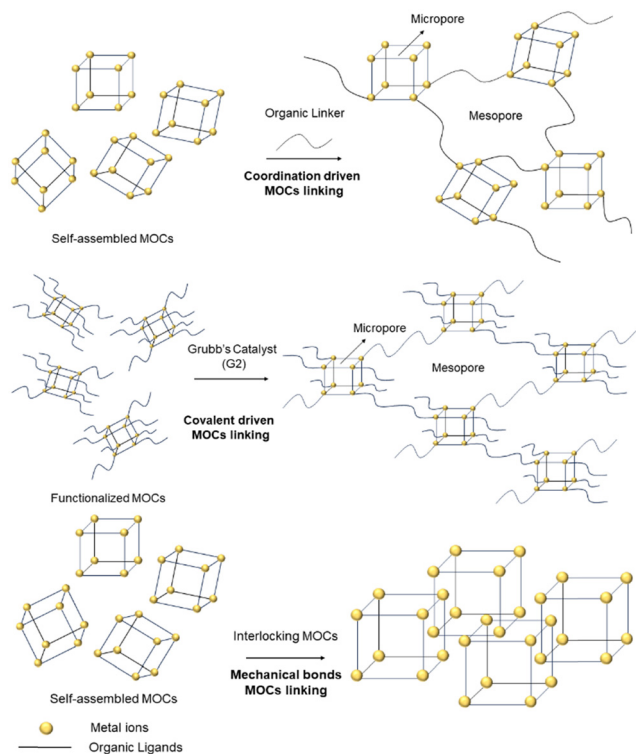 Micropore
Organic Linker
Mesopore
Coordination driven
MOCs linking
Self-assembled MOCs
Grubb's Catalyst
(G2)
Micropore
Mesopore
Covalent driven
MOCs linking
Functionalized MOCs
Interlocking MOCs
Mechanical bonds
MOCs linking
Self-assembled MOCs
Metal ions
Organic Ligands